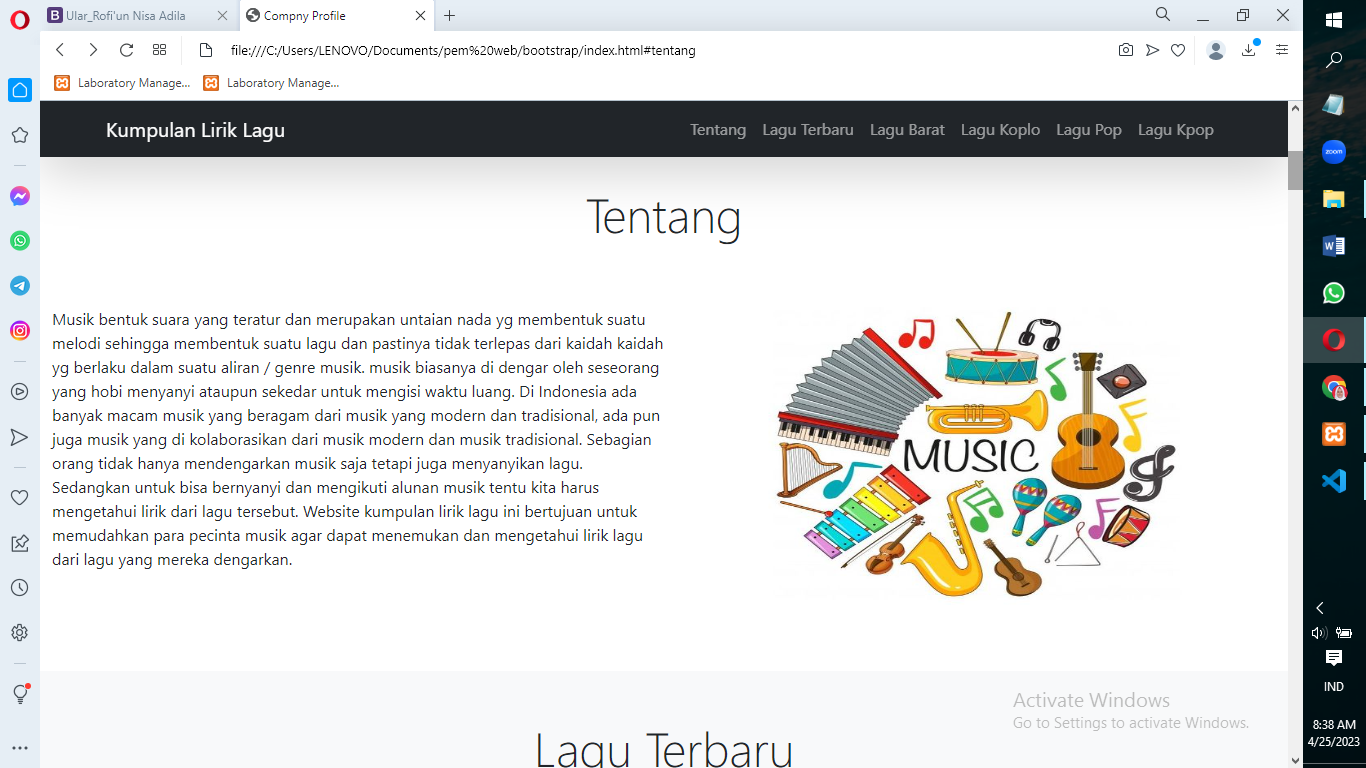 Ular_Rofi'un Nisa Adila
Compny Profile
file:///C:/Users/LENOVO/Documents/pem%20web/bootstrap/index.html#tentang
Laboratory Manage...
Laboratory Manage...
Kumpulan Lirik Lagu
Tentang
Lagu Terbaru
Lagu Barat
Lagu Koplo
Lagu Pop
Lagu Kpop
Tentang
Musik bentuk suara yang teratur dan merupakan untaian nada yg membentuk suatu
melodi sehingga membentuk suatu lagu dan pastinya tidak terlepas dari kaidah kaidah
yg berlaku dalam suatu aliran / genre musik. musik biasanya di dengar oleh seseorang
yang hobi menyanyi ataupun sekedar untuk mengisi waktu luang. Di Indonesia ada
banyak macam musik yang beragam dari musik yang modern dan tradisional, ada pun
juga musik yang di kolaborasikan dari musik modern dan musik tradisional. Sebagian
orang tidak hanya mendengarkan musik saja tetapi juga menyanyikan lagu.
Sedangkan untuk bisa bernyanyi dan mengikuti alunan musik tentu kita harus
mengetahui lirik dari lagu tersebut. Website kumpulan lirik lagu ini bertujuan untuk
memudahkan para pecinta musik agar dapat menemukan dan mengetahui lirik lagu
dari lagu yang mereka dengarkan.
MUSIC
Lagu Terbaru
Activate Windows
Go to Settings to activate Windows.
zoom
IND
8:38 AM
4/25/2023